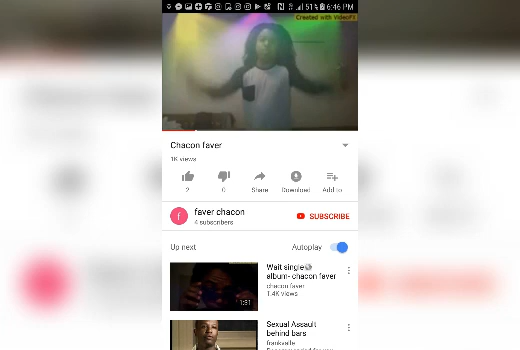 51% 6:46 PM
Created with VideoFX
Chacon faver
1K views
2
0
Share
Download
Add to
f
faver chacon
4 subscribers
SUBSCRIBE
Up next
Autoplay
Wait single
album- chacon faver
chacon faver
1.4K views
1:31
Sexual Assault
behind bars
frankvalle